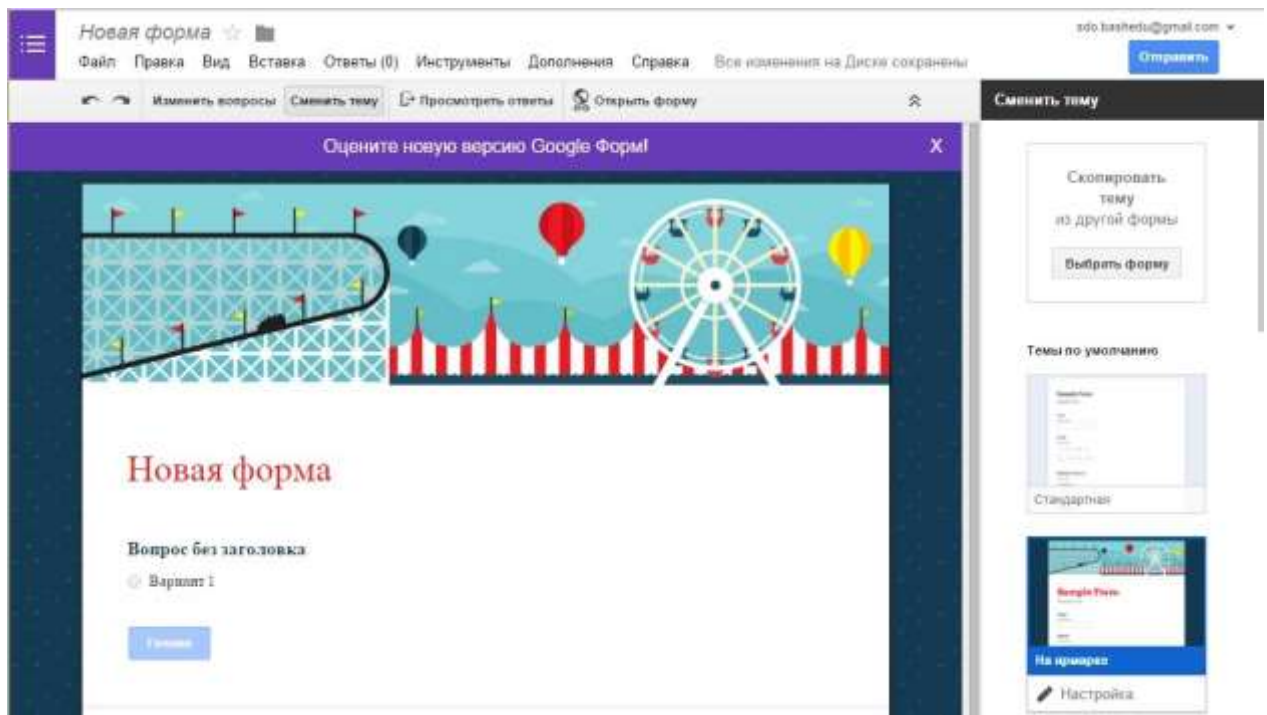 Новая форма
sdo.bashedu@gmail.com
Файл Правка Вид Вставка Ответы (0) Инструменты Дополнения Справка Все изменения на Диске сохранены
Отправить
Изменить вопросы Сменить тему Просмотреть ответы Открыть форму
Сменить тему
Оцените новую версию Google Форм! X
Скопировать
тему
из другой формы
Выбрать форму
Темы по умолчанию
Стандартная
Новая форма
Вопрос без заголовка
Вариант 1
Готово
Sample Form
На ярмарке
Настройка